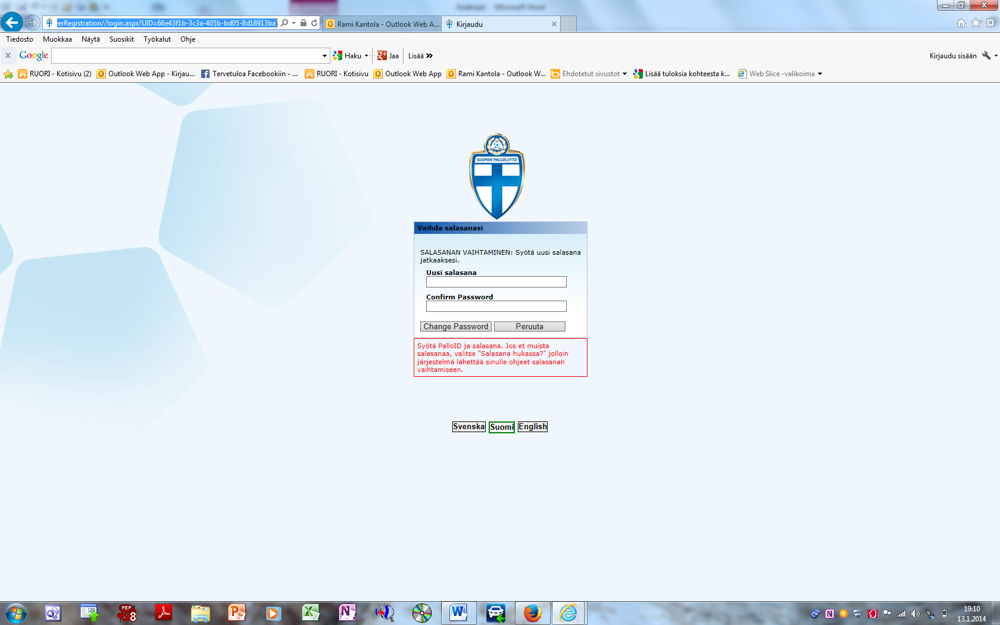 erRegistration//login.aspx?UID=66e43f1b-3c3a-405b-bd05-8d18913ba
Rami Kantola - Outlook Web A...
Kirjaudu
Tiedosto Muokkaa Näytä Suosikit Työkalut Ohje
x Google Haku Jaa Lisää Kirjaudu sisään
RUORI - Kotisivu (2) Outlook Web App - Kirjau... Tervetuloa Facebookiin - ... RUORI - Kotisivu Outlook Web App Rami Kantola - Outlook W... Ehdotetut sivustot Lisää tuloksia kohteesta k... Web Slice -valikoima
SUOMEN PALLOLIITTO
Vaihda salasanasi
SALASANAN VAIHTAMINEN: Syötä uusi salasana
jatkaaksesi.
Uusi salasana
Confirm Password
Change Password Peruuta
Syötä PalloID ja salasana. Jos et muista
salasanaa, valitse "Salasana hukassa?" jolloin
järjestelmä lähettää sinulle ohjeet salasanan
vaihtamiseen.
Svenska Suomi English
PSP 8
19:10
13.1.2014